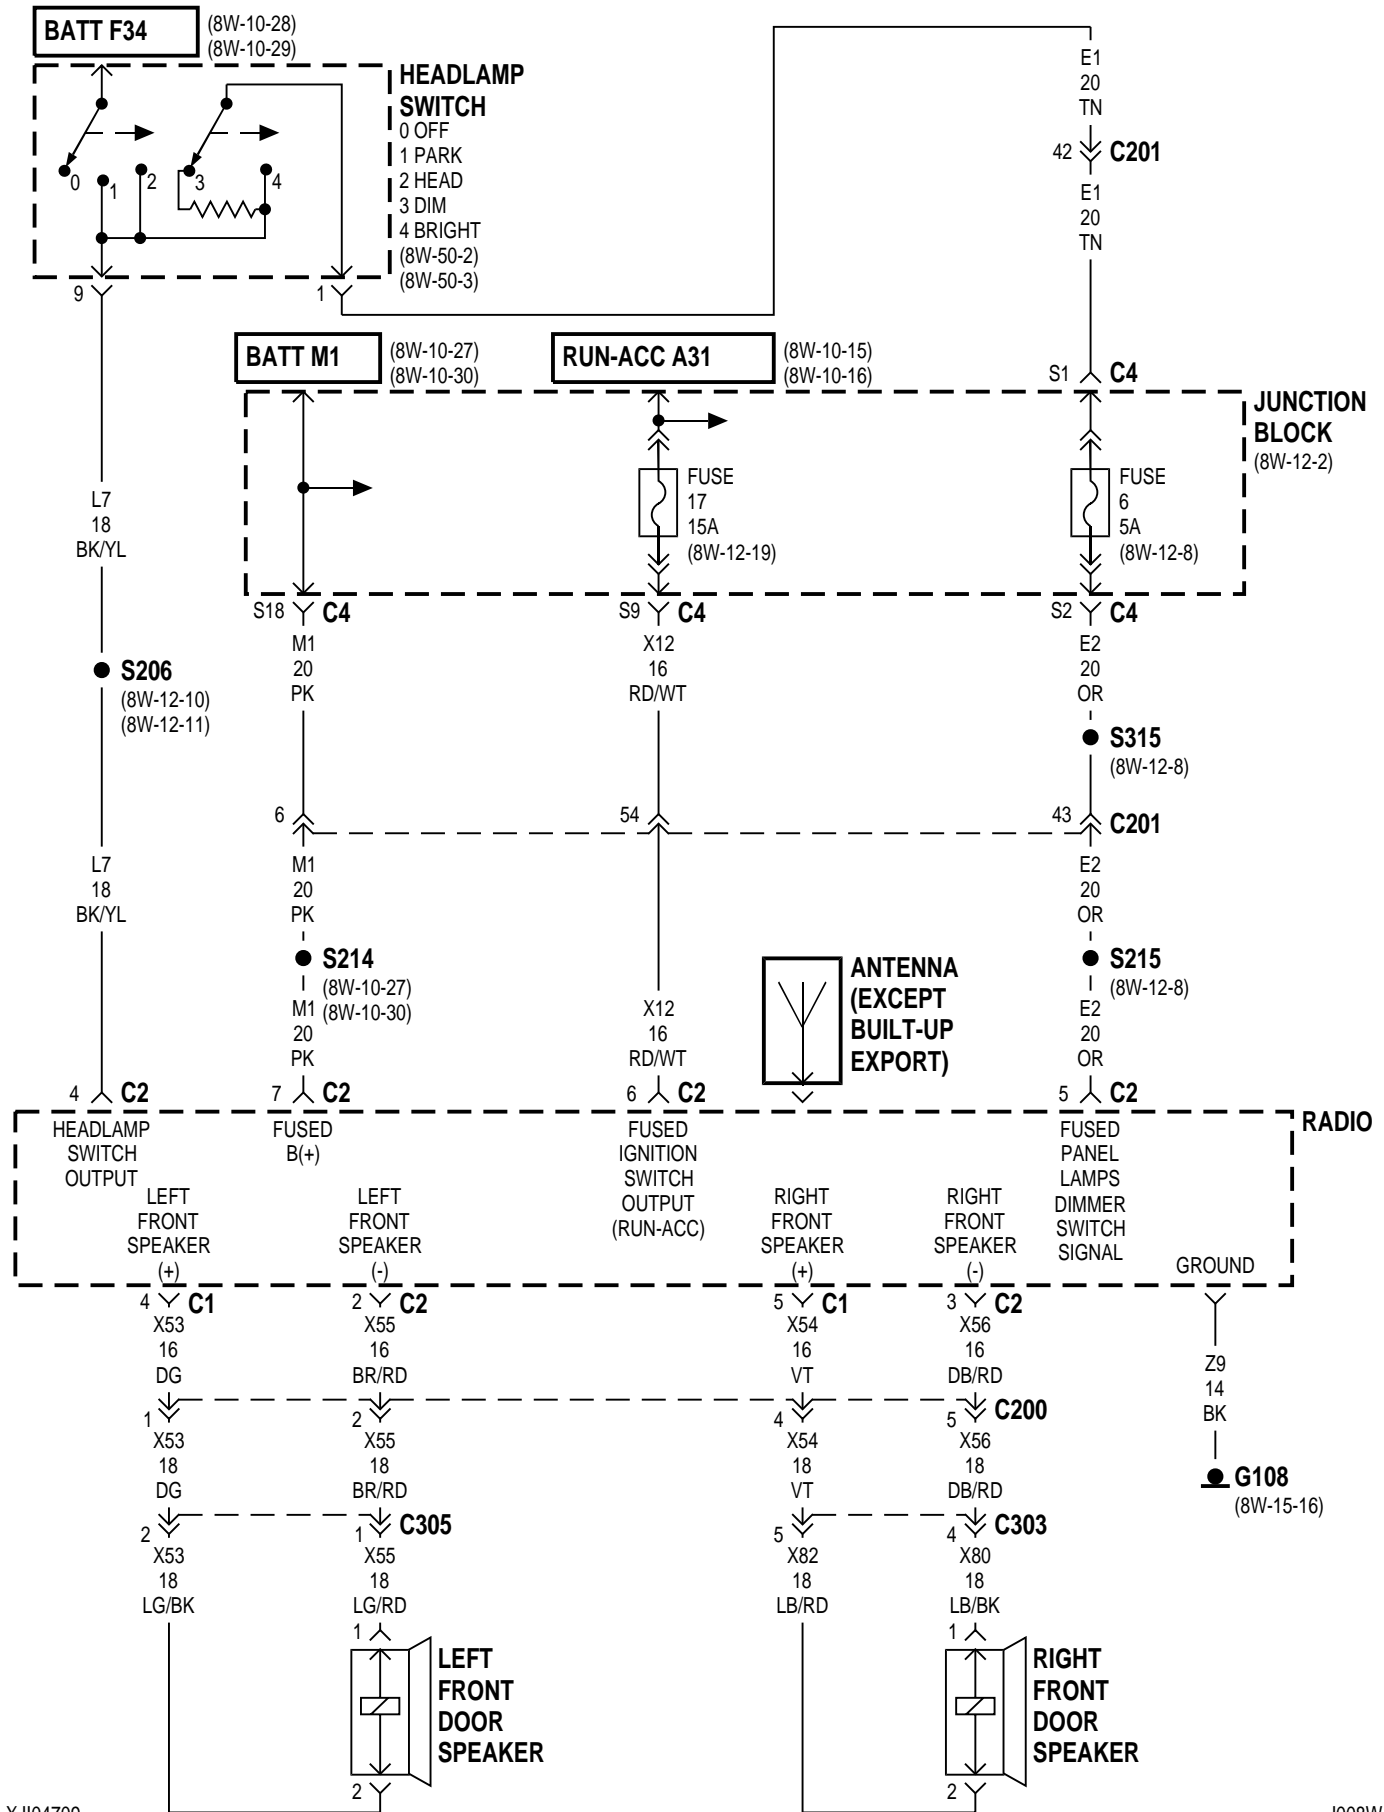 BATT F34
(8W-10-28)
(8W-10-29)
HEADLAMP
SWITCH
0 OFF
1 PARK
2 HEAD
3 DIM
4 BRIGHT
(8W-50-2)
(8W-50-3)
0
1
2
3
4
9
1
E1
20
TN
42
C201
E1
20
TN
BATT M1
(8W-10-27)
(8W-10-30)
RUN-ACC A31
(8W-10-15)
(8W-10-16)
S1
C4
JUNCTION
BLOCK
(8W-12-2)
FUSE
17
15A
(8W-12-19)
FUSE
6
5A
(8W-12-8)
L7
18
BK/YL
S18
C4
S9
C4
S2
C4
M1
20
PK
X12
16
RD/WT
E2
20
OR
S206
(8W-12-10)
(8W-12-11)
S315
(8W-12-8)
6
54
43
C201
L7
18
BK/YL
M1
20
PK
E2
20
OR
S214
(8W-10-27)
(8W-10-30)
M1
20
PK
X12
16
RD/WT
ANTENNA
(EXCEPT
BUILT-UP
EXPORT)
S215
(8W-12-8)
E2
20
OR
4
C2
7
C2
6
C2
5
C2
RADIO
HEADLAMP
SWITCH
OUTPUT
FUSED
B(+)
FUSED
IGNITION
SWITCH
OUTPUT
(RUN-ACC)
FUSED
PANEL
LAMPS
DIMMER
SWITCH
SIGNAL
LEFT
FRONT
SPEAKER
(+)
LEFT
FRONT
SPEAKER
(-)
RIGHT
FRONT
SPEAKER
(+)
RIGHT
FRONT
SPEAKER
(-)
GROUND
4
C1
2
C2
5
C1
3
C2
X53
16
DG
X55
16
BR/RD
X54
16
VT
X56
16
DB/RD
Z9
14
BK
1
2
4
5
C200
X53
18
DG
X55
18
BR/RD
X54
18
VT
X56
18
DB/RD
G108
(8W-15-16)
2
1
C305
5
4
C303
X53
18
LG/BK
X55
18
LG/RD
X82
18
LB/RD
X80
18
LB/BK
1
LEFT
FRONT
DOOR
SPEAKER
2
1
RIGHT
FRONT
DOOR
SPEAKER
2